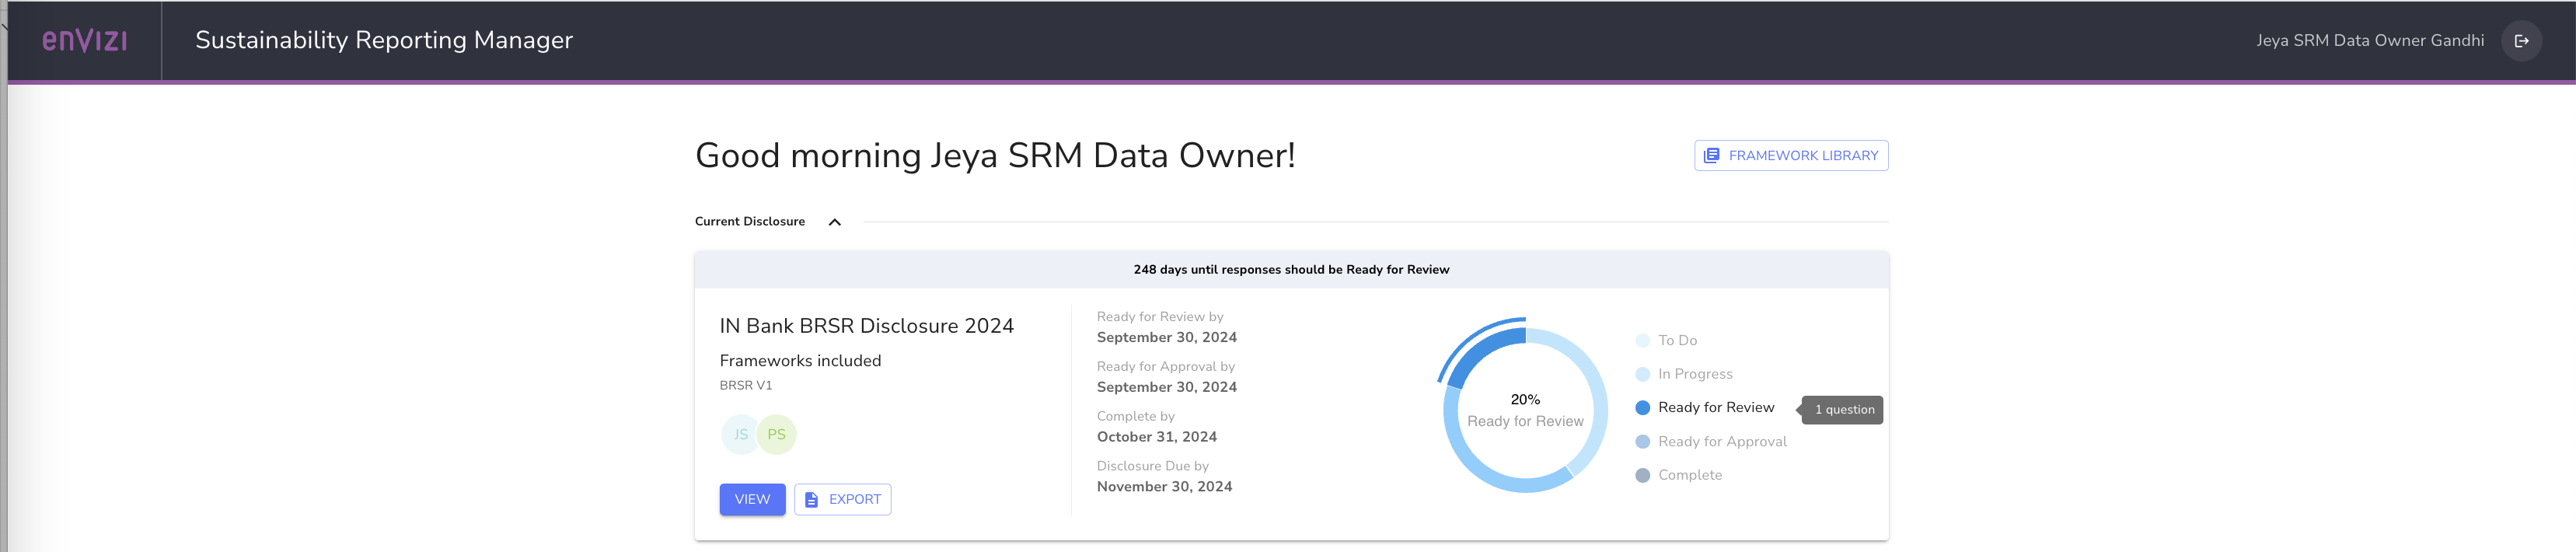 enVizi
Sustainability Reporting Manager
Jeya SRM Data Owner Gandhi
Good morning Jeya SRM Data Owner!
FRAMEWORK LIBRARY
Current Disclosure
248 days until responses should be Ready for Review
IN Bank BRSR Disclosure 2024
Frameworks included
BRSR V1
JS PS
VIEW
EXPORT
Ready for Review by
September 30, 2024
Ready for Approval by
September 30, 2024
Complete by
October 31, 2024
Disclosure Due by
November 30, 2024
20%
Ready for Review
To Do
In Progress
Ready for Review
1 question
Ready for Approval
Complete